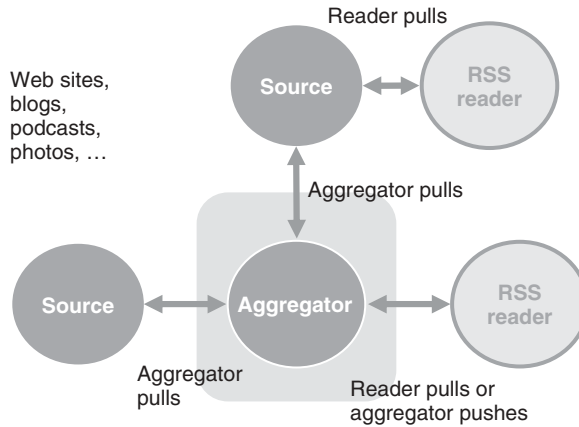 Reader pulls
Web sites,
blogs,
podcasts,
photos, …
Source
RSS
reader
Aggregator pulls
Source
Aggregator
RSS
reader
Aggregator
pulls
Reader pulls or
aggregator pushes